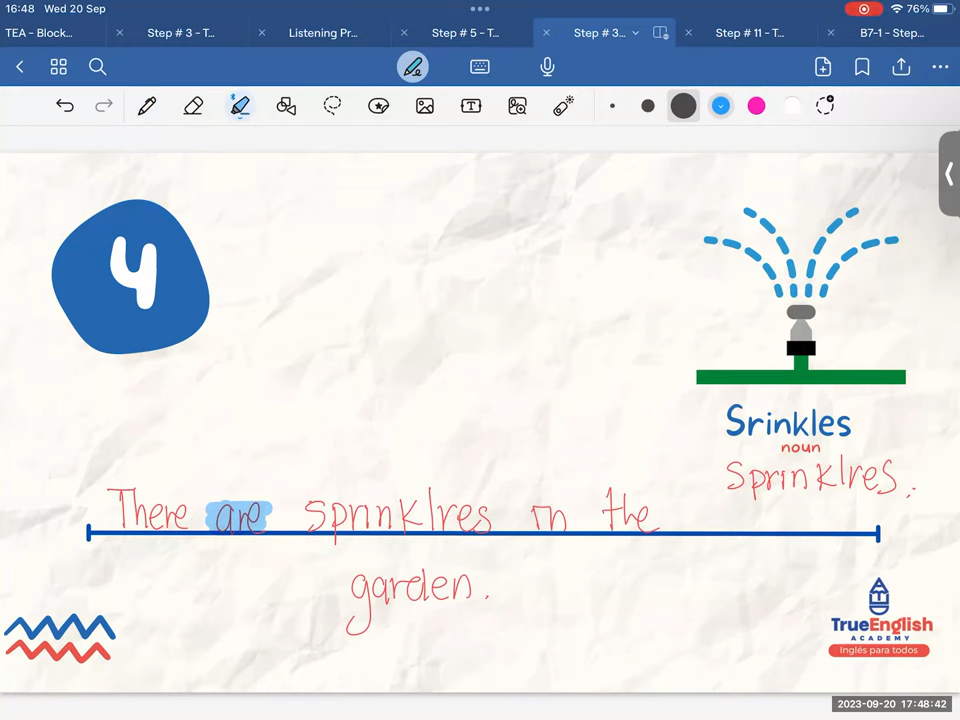 16:48 Wed 20 Sep
76%
TEA - Block...
Step # 3 - T...
Listening Pr...
Step # 5 - T...
Step # 3...
Step # 11 - T...
B7-1 - Step...
T
4
Srinkles
noun
sprinklres.
There are sprinklres in the
garden.
TrueEnglish
ACADEMY
Inglés para todos
2023-09-20 17:48:42